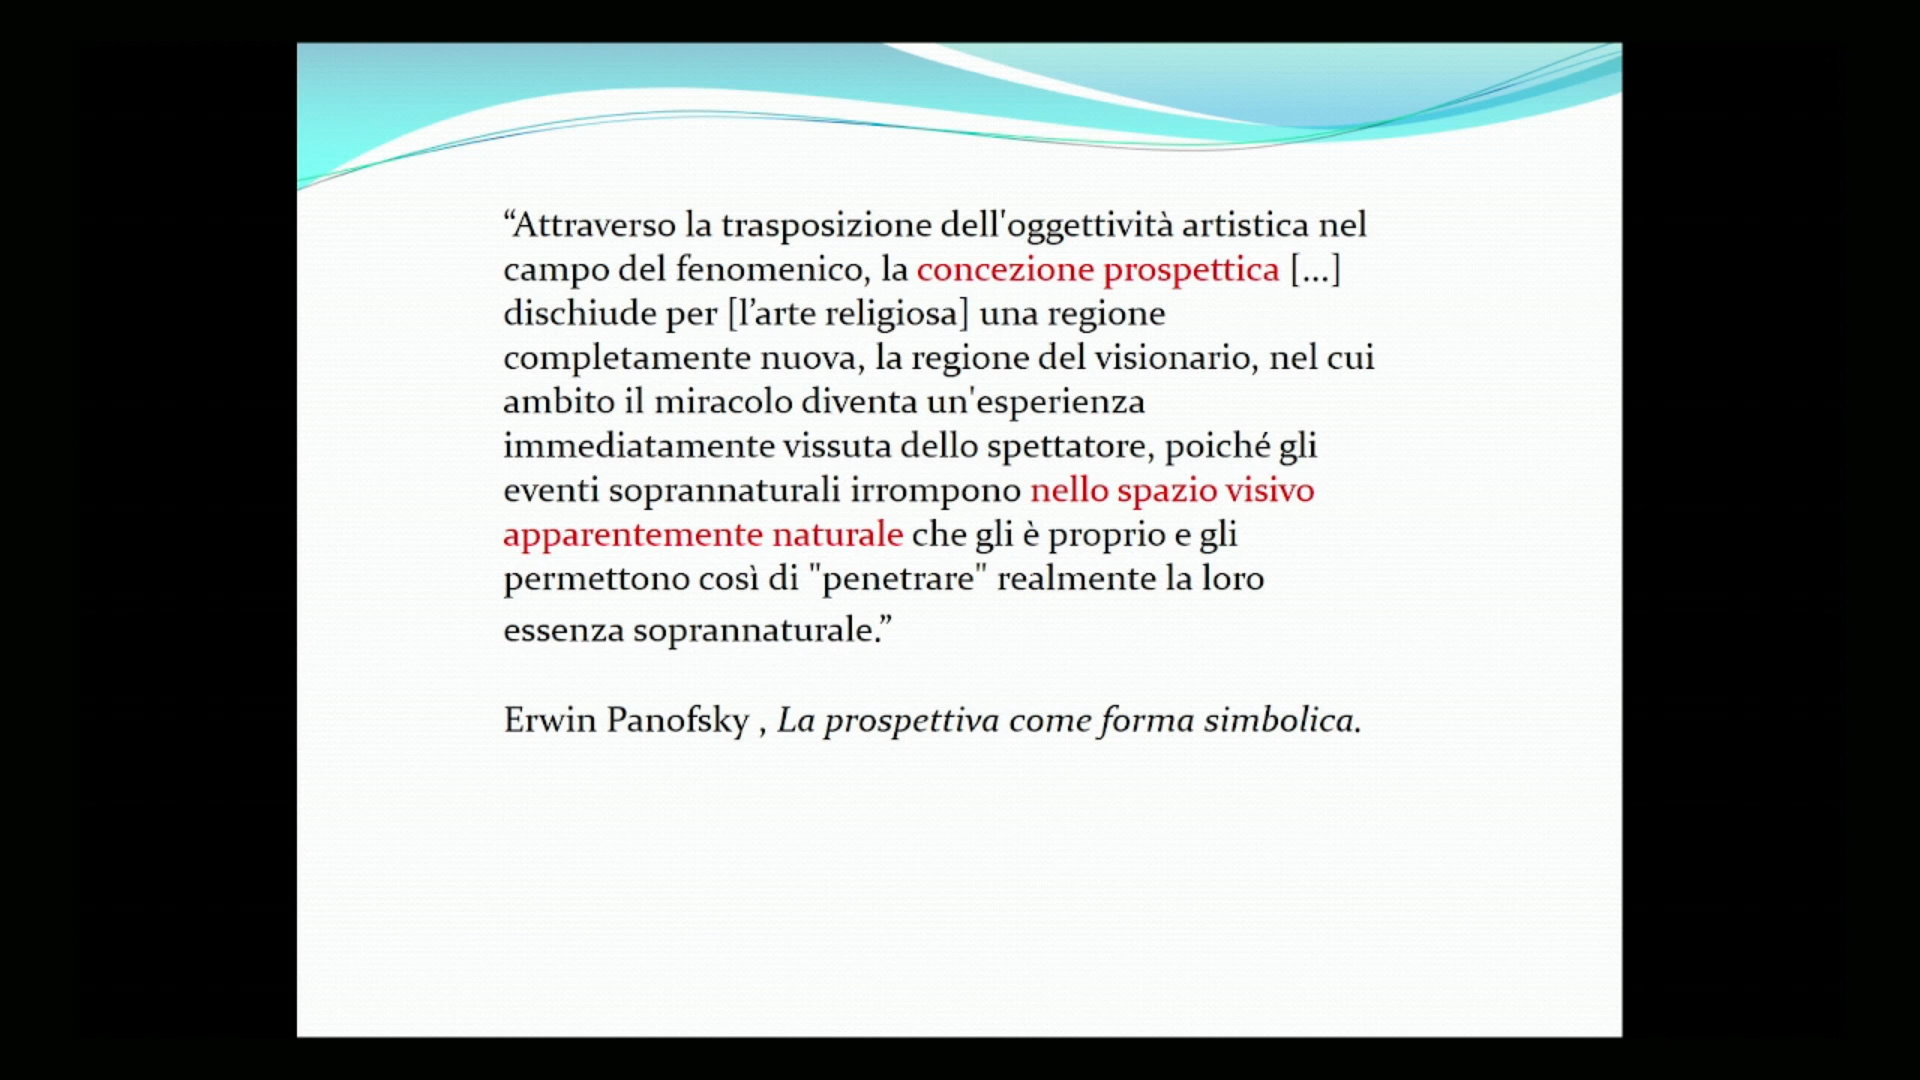 “Attraverso la trasposizione dell'oggettività artistica nel
campo del fenomenico, la concezione prospettica [...]
dischiude per [l’arte religiosa] una regione
completamente nuova, la regione del visionario, nel cui
ambito il miracolo diventa un'esperienza
immediatamente vissuta dello spettatore, poiché gli
eventi soprannaturali irrompono nello spazio visivo
apparentemente naturale che gli è proprio e gli
permettono così di "penetrare" realmente la loro
essenza soprannaturale.”
Erwin Panofsky , La prospettiva come forma simbolica.